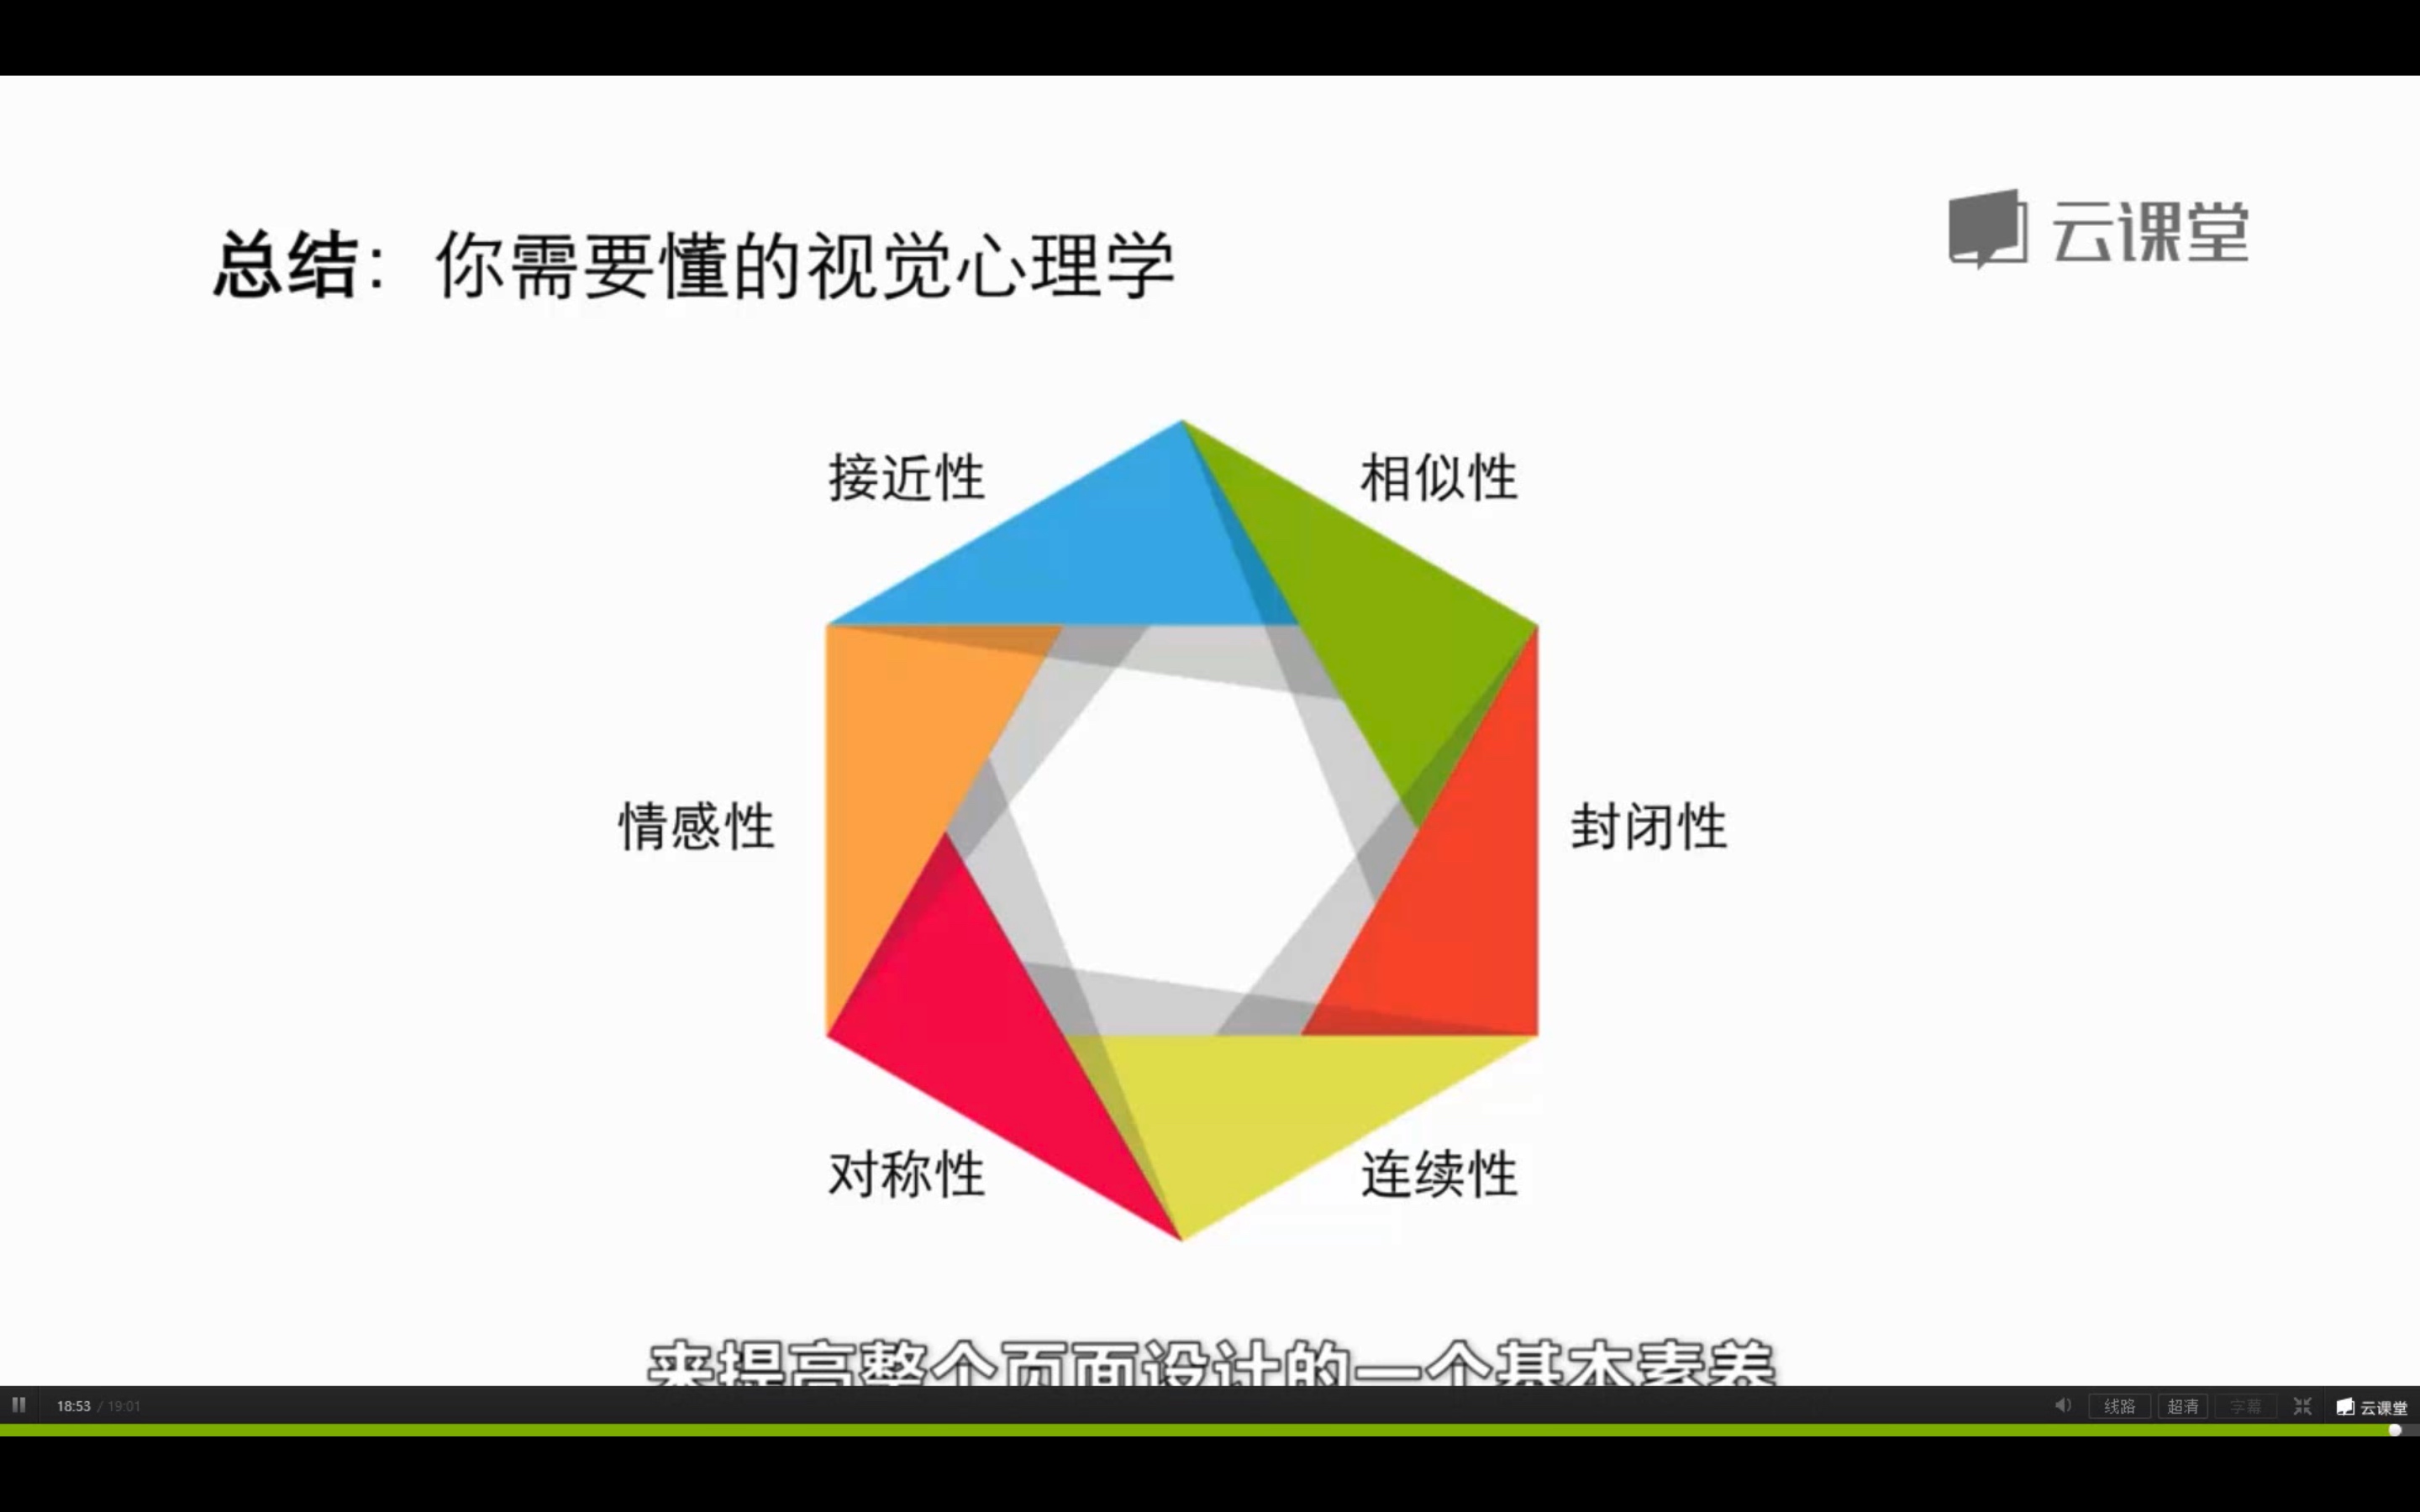 云课堂
总结：你需要懂的视觉心理学
接近性
相似性
情感性
封闭性
对称性
连续性
来提高整个页面设计的一个基本素养
18:53 / 19:01
线路
超清
字幕
云课堂